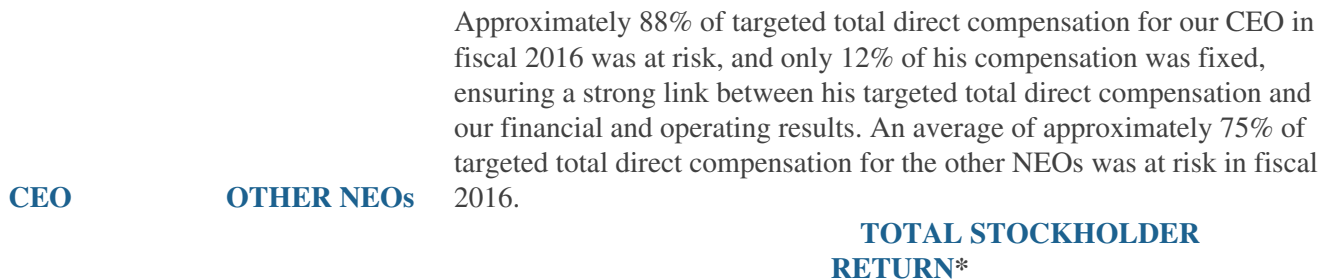 Approximately 88% of targeted total direct compensation for our CEO in
fiscal 2016 was at risk, and only 12% of his compensation was fixed,
ensuring a strong link between his targeted total direct compensation and
our financial and operating results. An average of approximately 75% of
targeted total direct compensation for the other NEOs was at risk in fiscal
CEO OTHER NEOs 2016.
TOTAL STOCKHOLDER
RETURN*